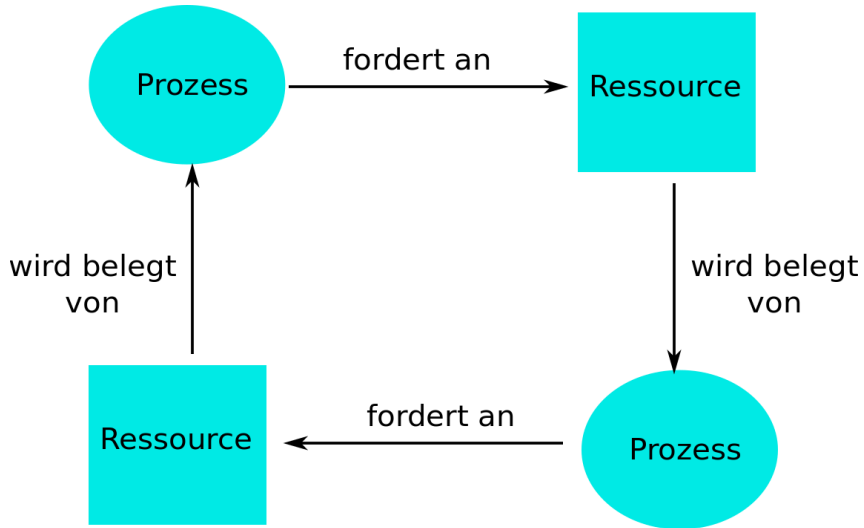 fordert an
Prozess
Ressource
wird belegt
von
wird belegt
von
fordert an
Ressource
Prozess